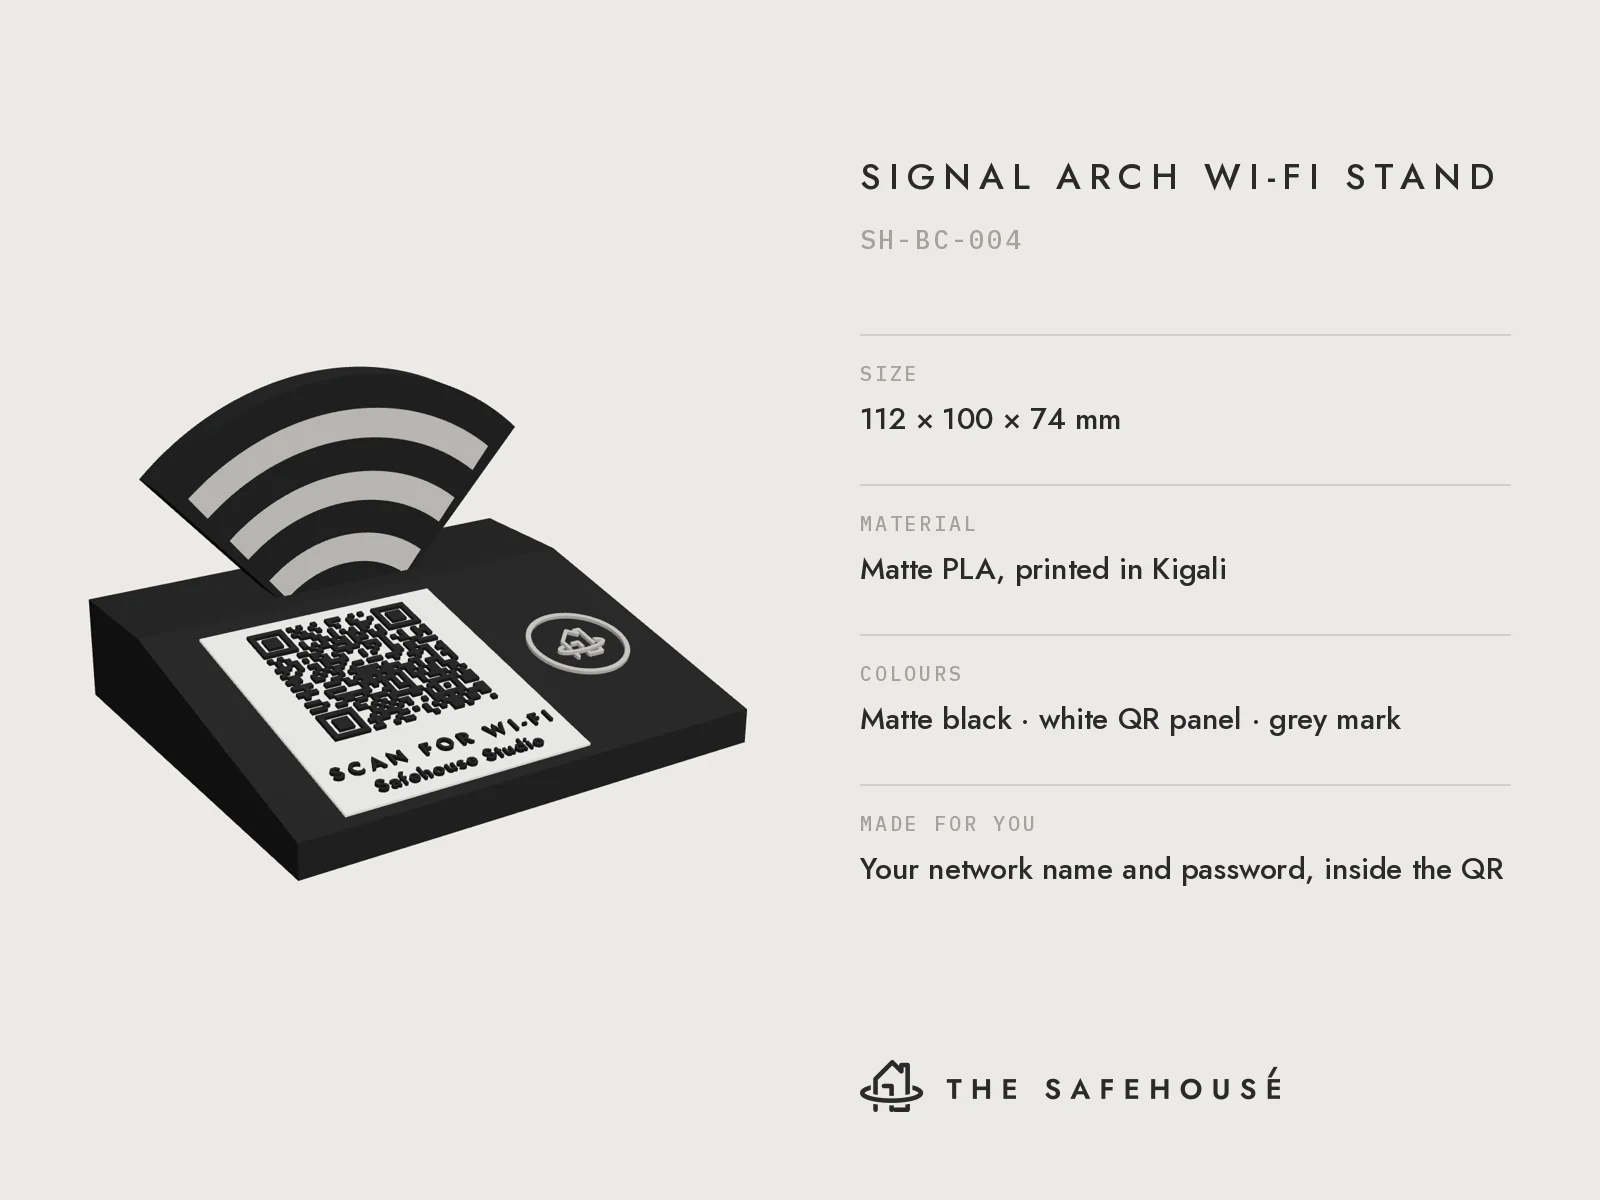 SIGNAL ARCH WI-FI STAND
SH-BC-004
SIZE
112 × 100 × 74 mm
MATERIAL
Matte PLA, printed in Kigali
COLOURS
Matte black · white QR panel · grey mark
MADE FOR YOU
Your network name and password, inside the QR
SCAN FOR WI-FI
Safehouse Studio
THE SAFEHOUSÉ